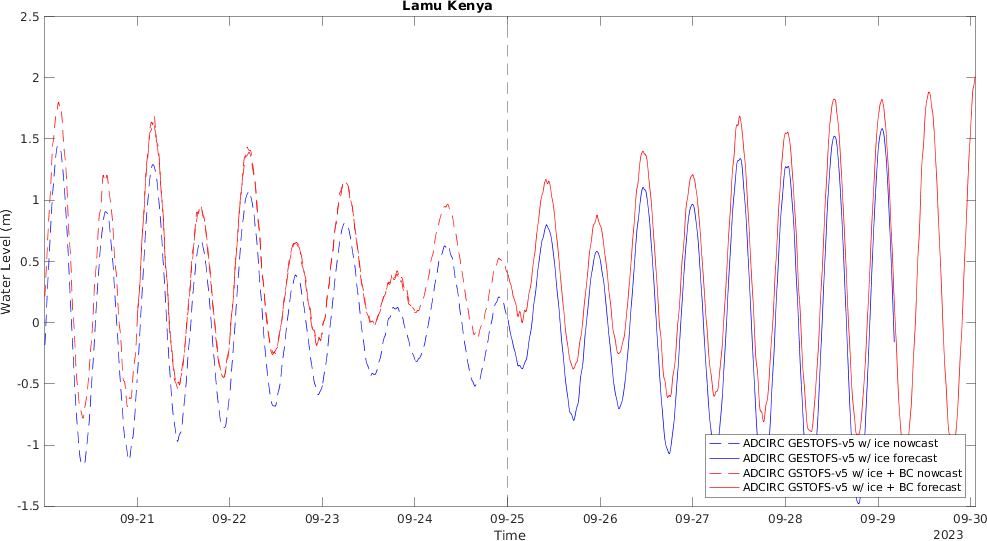 Lamu Kenya
2.5
2
1.5
1
0.5
0
-0.5
-1
-1.5
Water Level (m)
09-21 09-22 09-23 09-24 09-25 09-26 09-27 09-28 09-29 09-30
Time
2023
ADCIRC GESTOFS-v5 w/ ice nowcast
ADCIRC GESTOFS-v5 w/ ice forecast
ADCIRC GSTOFS-v5 w/ ice + BC nowcast
ADCIRC GSTOFS-v5 w/ ice + BC forecast